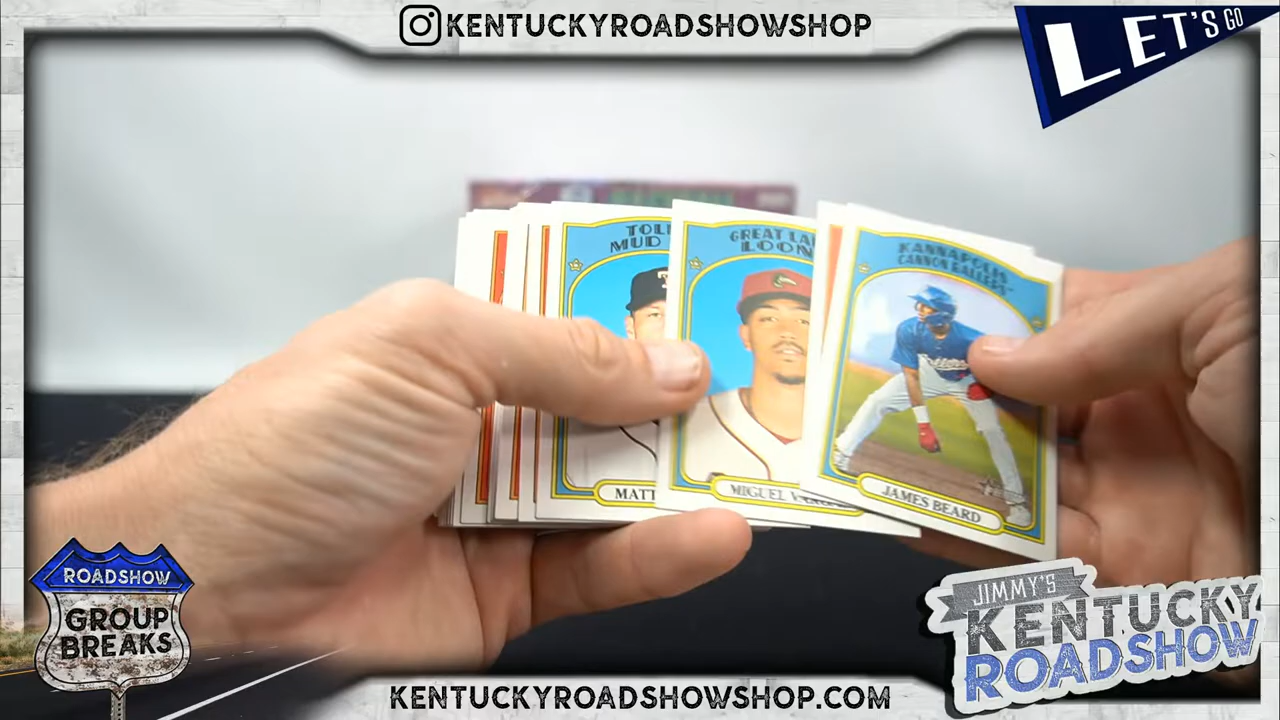 KENTUCKYROADSHOWSHOP
LET'S GO
TOL
MUD
GREAT LA
LOON
KANNAPOLIS
CANNON BALLERS
MATT
MIGUEL
JAMES BEARD
Heritage
ROADSHOW
GROUP
BREAKS
JIMMY'S
KENTUCKY
ROADSHOW
KENTUCKYROADSHOWSHOP.COM